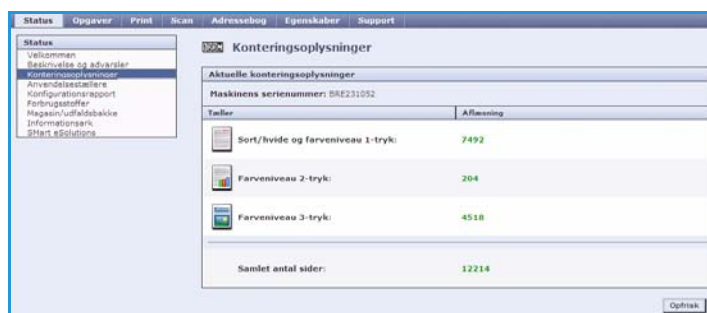 Status Opgaver Print Scan Adressebog Egenskaber Support
Status
Velkommen
Beskrivelse og advarsler
Konteringsoplysninger
Anvendelsestællere
Konfigurationsrapport
Forbrugsstoffer
Magasin/udfaldsbakke
Informationsark
SMart eSolutions
Konteringsoplysninger
Aktuelle konteringsoplysninger
Maskinens serienummer: BRE231052
Tæller Aflæsning
Sort/hvide og farveniveau 1-tryk: 7492
Farveniveau 2-tryk: 204
Farveniveau 3-tryk: 4518
Samlet antal sider: 12214
Opfrisk